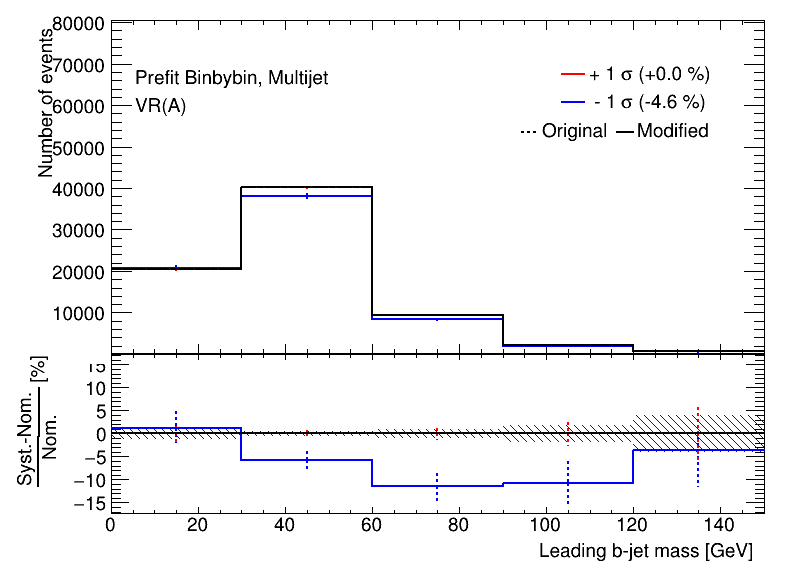 80000
70000
60000
50000
40000
30000
20000
10000
Number of events
Prefit Binbybin, Multijet
VR(A)
+ 1 σ (+0.0 %)
- 1 σ (-4.6 %)
Original
Modified
15
10
5
0
−5
−10
−15
Syst.-Nom.
Nom.
[%]
0 20 40 60 80 100 120 140
Leading b-jet mass [GeV]